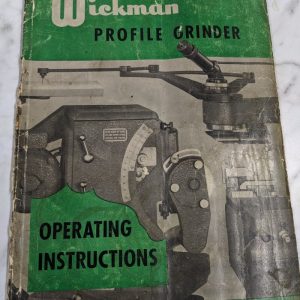 Wickman
PROFILE GRINDER
OPERATING
INSTRUCTIONS